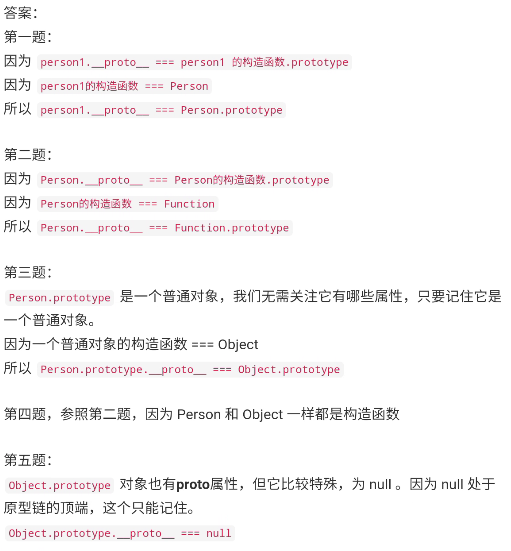 答案：
第一题：
因为 person1.__proto__ === person1 的构造函数.prototype
因为 person1的构造函数 === Person
所以 person1.__proto__ === Person.prototype
第二题：
因为 Person.__proto__ === Person的构造函数.prototype
因为 Person的构造函数 === Function
所以 Person.__proto__ === Function.prototype
第三题：
Person.prototype 是一个普通对象，我们无需关注它有哪些属性，只要记住它是
一个普通对象。
因为一个普通对象的构造函数 === Object
所以 Person.prototype.__proto__ === Object.prototype
第四题，参照第二题，因为 Person 和 Object 一样都是构造函数
第五题：
Object.prototype 对象也有proto属性，但它比较特殊，为 null 。因为 null 处于
原型链的顶端，这个只能记住。
Object.prototype.__proto__ === null